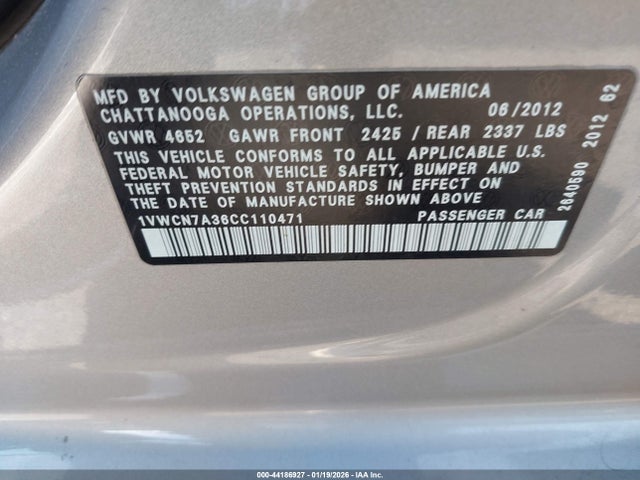 MFD BY VOLKSWAGEN GROUP OF AMERICA
CHATTANOOGA OPERATIONS, LLC. 06/2012
GVWR 4652 GAWR FRONT 2425 / REAR 2337 LBS
THIS VEHICLE CONFORMS TO ALL APPLICABLE U.S.
FEDERAL MOTOR VEHICLE SAFETY, BUMPER AND
THEFT PREVENTION STANDARDS IN EFFECT ON
THE DATE OF MANUFACTURE SHOWN ABOVE
1VWCN7A36CC110471 PASSENGER CAR
2640590 2012 62
000-44186927 - 01/19/2026 - IAA Inc.